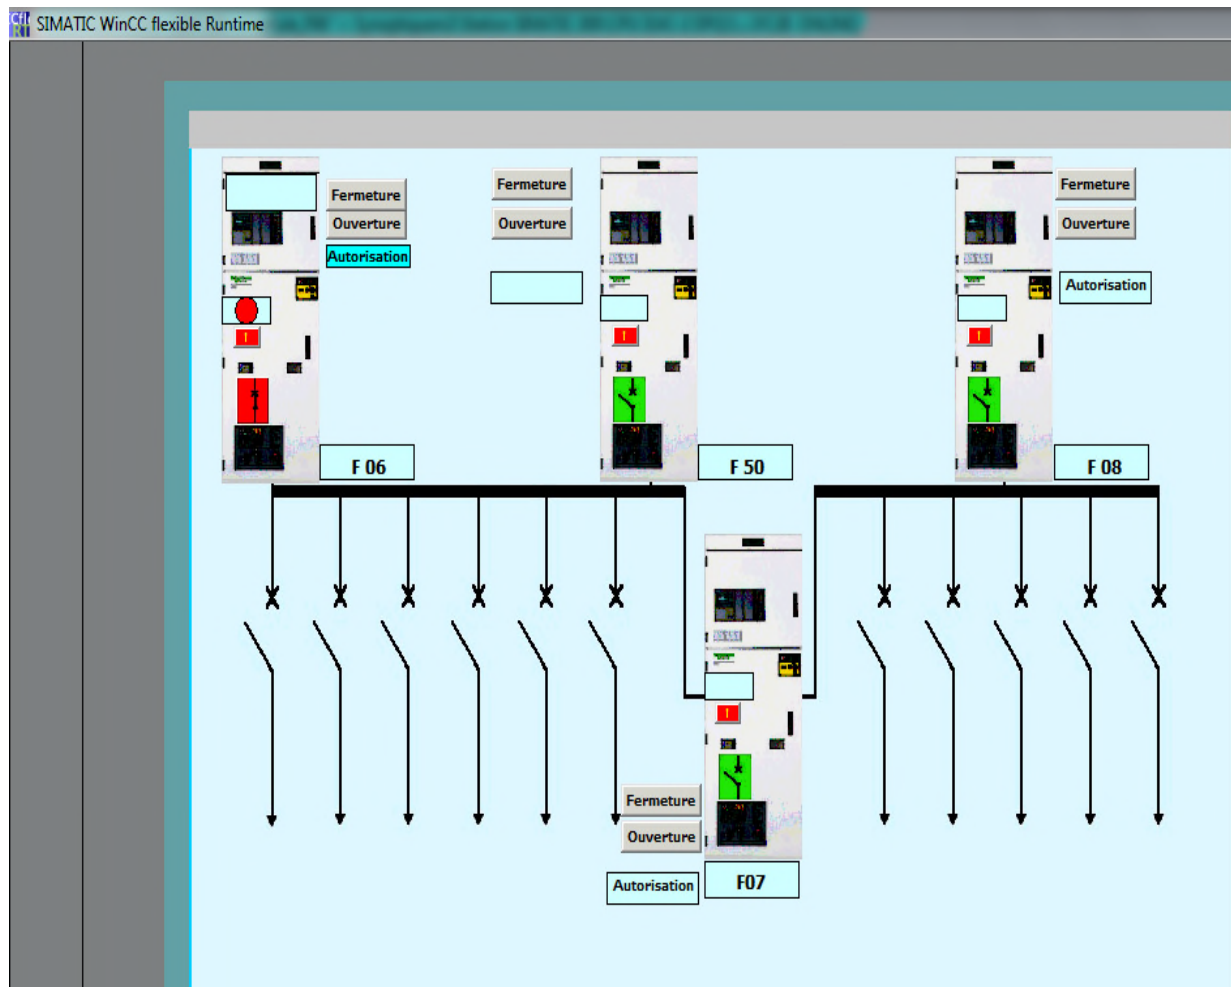 SIMATIC WinCC flexible Runtime
Fermeture
Ouverture
Autorisation
Fermeture
Ouverture
Fermeture
Ouverture
Autorisation
F 06
F 50
F 08
Fermeture
Ouverture
Autorisation
F07